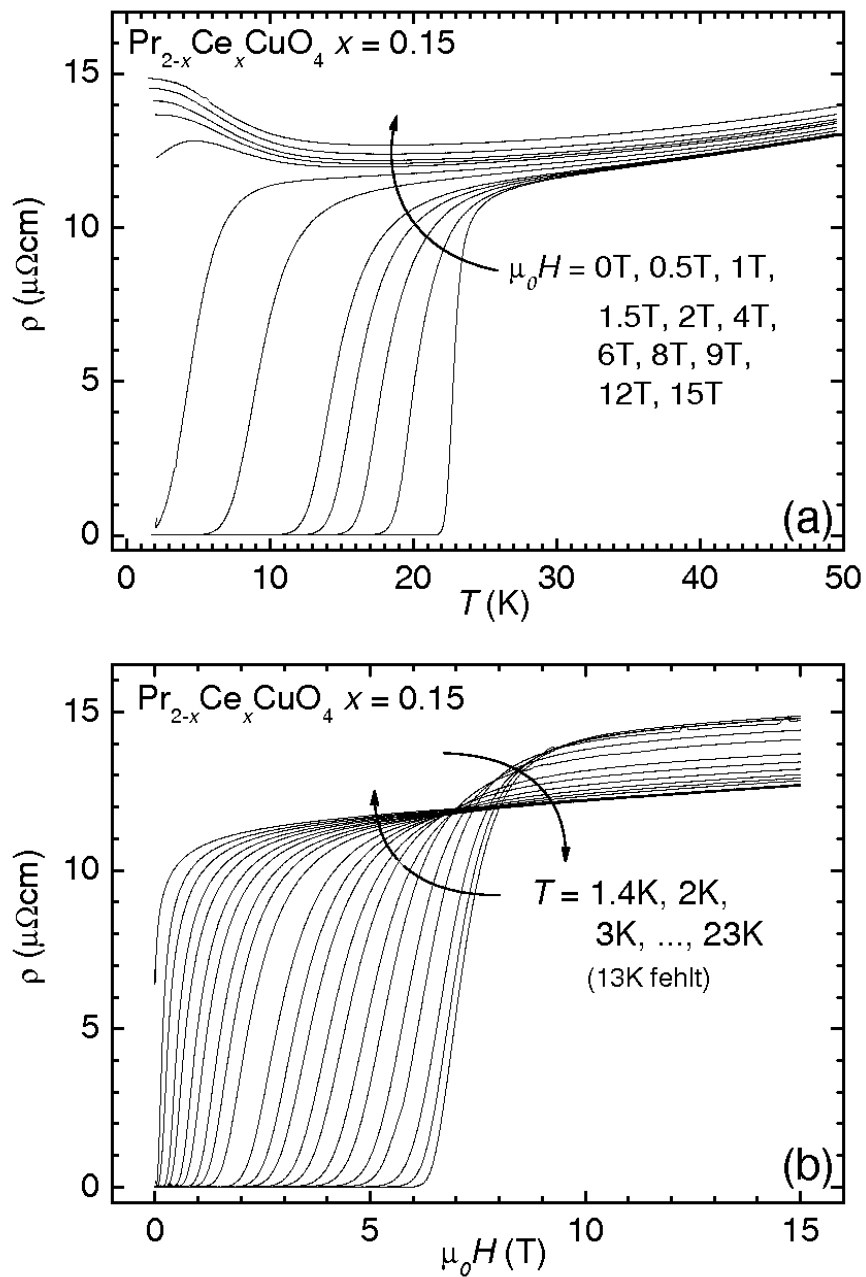 Pr2-xCexCuO4 x = 0.15
15
10
5
0
ρ (μΩcm)
μ0H = 0T, 0.5T, 1T,
1.5T, 2T, 4T,
6T, 8T, 9T,
12T, 15T
(a)
0 10 20 30 40 50
T (K)
Pr2-xCexCuO4 x = 0.15
15
10
5
0
ρ (μΩcm)
T = 1.4K, 2K,
3K, ..., 23K
(13K fehlt)
(b)
0 5 10 15
μ0H (T)